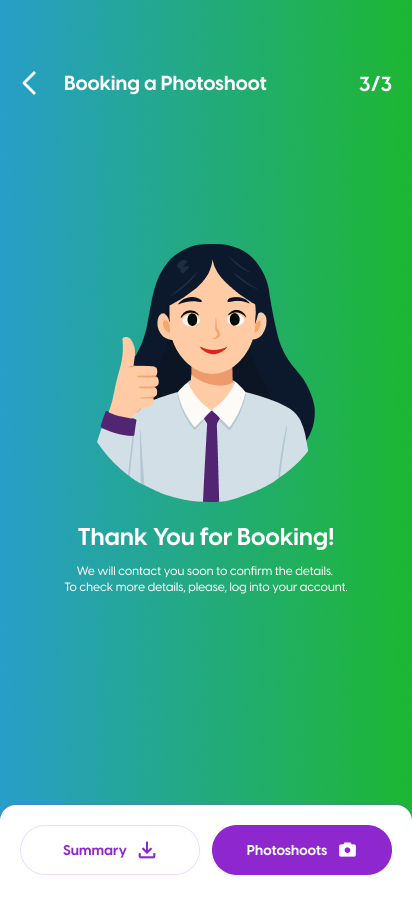 Booking a Photoshoot
3/3
Thank You for Booking!
We will contact you soon to confirm the details.
To check more details, please, log into your account.
Summary
Photoshoots